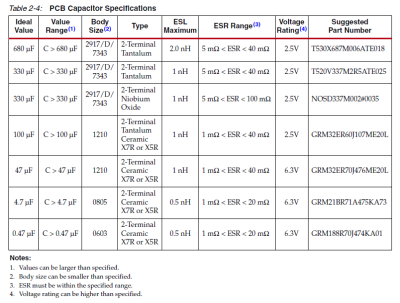 Table 2-4: PCB Capacitor Specifications
Ideal Value Value Range(1) Body Size(2) Type ESL Maximum ESR Range(3) Voltage Rating(4) Suggested Part Number
680 µF C > 680 µF 2917/D/7343 2-Terminal Tantalum 2.0 nH 5 mΩ < ESR < 40 mΩ 2.5V T530X687M006ATE018
330 µF C > 330 µF 2917/D/7343 2-Terminal Tantalum 1 nH 5 mΩ < ESR < 40 mΩ 2.5V T520V337M2R5ATE025
330 µF C > 330 µF 2917/D/7343 2-Terminal Niobium Oxide 1 nH 5 mΩ < ESR < 100 mΩ 2.5V NOSD337M002#0035
100 µF C > 100 µF 1210 2-Terminal Tantalum Ceramic X7R or X5R 1 nH 1 mΩ < ESR < 40 mΩ 2.5V GRM32ER60J107ME20L
47 µF C > 47 µF 1210 2-Terminal Ceramic X7R or X5R 1 nH 1 mΩ < ESR < 40 mΩ 6.3V GRM32ER70J476ME20L
4.7 µF C > 4.7 µF 0805 2-Terminal Ceramic X7R or X5R 0.5 nH 1 mΩ < ESR < 20 mΩ 6.3V GRM21BR71A475KA73
0.47 µF C > 0.47 µF 0603 2-Terminal Ceramic X7R or X5R 0.5 nH 1 mΩ < ESR < 20 mΩ 6.3V GRM188R70J474KA01
Notes:
1. Values can be larger than specified.
2. Body size can be smaller than specified.
3. ESR must be within the specified range.
4. Voltage rating can be higher than specified.